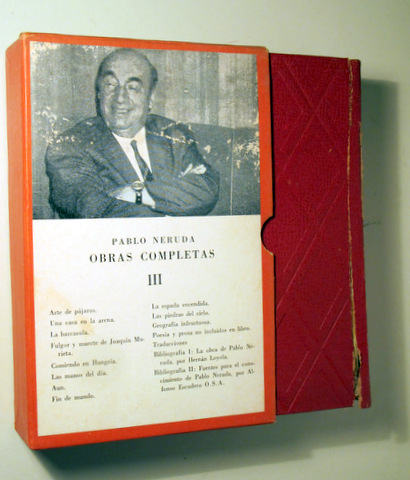 PABLO NERUDA
OBRAS COMPLETAS
III
Arte de pájaros.
Una casa en la arena.
La barcarola.
Fulgor y muerte de Joaquín Mu-
rieta.
Comiendo en Hungría.
Las manos del día.
Aun.
Fin de mundo.
La espada encendida.
Las piedras del cielo.
Geografía infructuosa.
Poesía y prosa no incluidas en libro.
Traducciones
Bibliografía I: La obra de Pablo Ne-
ruda, por Hernán Loyola.
Bibliografía II: Fuentes para el cono-
cimiento de Pablo Neruda, por Al-
fonso Escudero O.S.A.